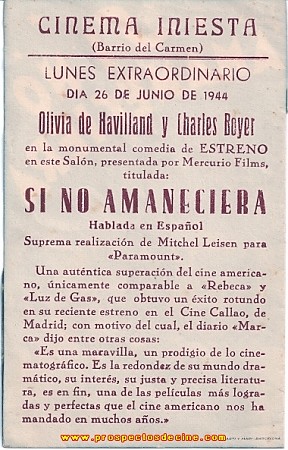 CINEMA INIESTA
(Barrio del Carmen)
LUNES EXTRAORDINARIO
DIA 26 DE JUNIO DE 1944
Olivia de Havilland y Charles Boyer
en la monumental comedia de ESTRENO
en este Salón, presentada por Mercurio Films,
titulada:
SI NO AMANECIERA
Hablada en Español
Suprema realización de Mitchel Leisen para
«Paramount».
Una auténtica superación del cine america-
no, únicamente comparable a «Rebeca» y
«Luz de Gas», que obtuvo un éxito rotundo
en su reciente estreno en el Cine Callao, de
Madrid; con motivo del cual, el diario «Mar-
ca» dijo entre otras cosas:
«Es una maravilla, un prodigio de lo cine-
matográfico. Es la redondez de su mundo dra-
mático, su interés, su justa y precisa literatu-
ra, es en fin, una de las películas más logra-
das y perfectas que el cine americano nos ha
mandado en muchos años.»
www.prospectosdecine.com